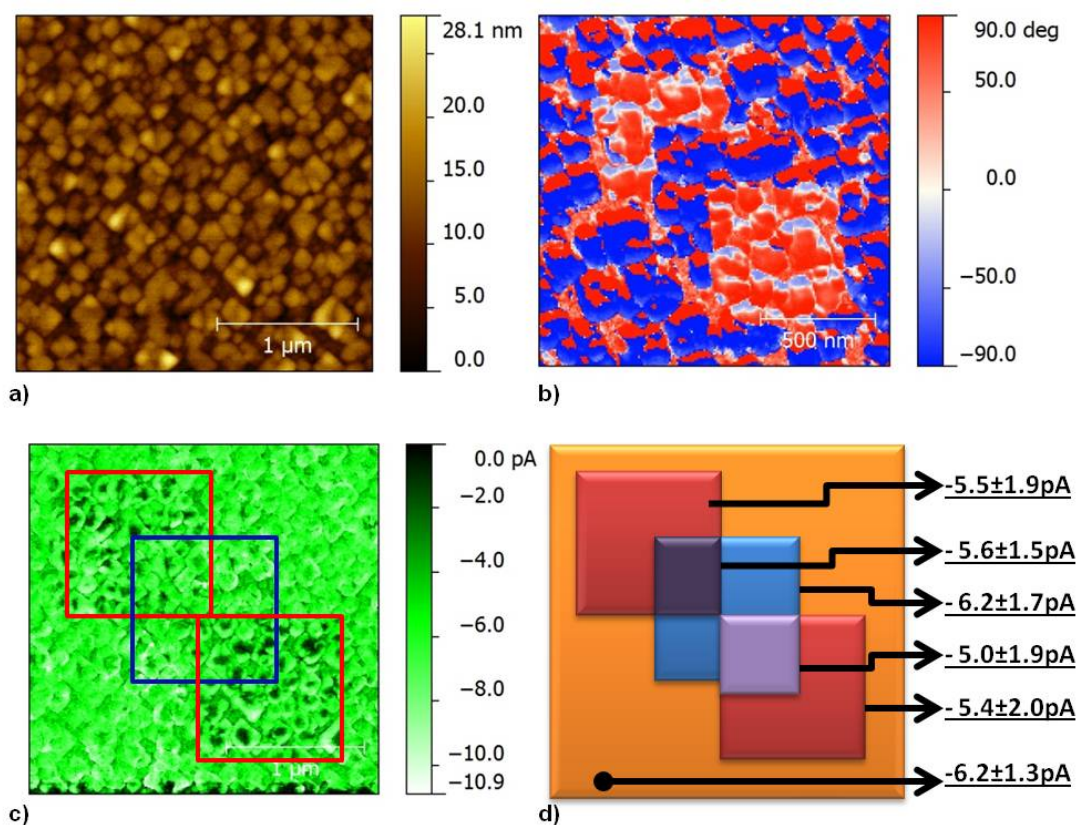 28.1 nm
20.0
15.0
10.0
5.0
0.0
1 µm
a)
90.0 deg
50.0
0.0
−50.0
−90.0
500 nm
b)
0.0 pA
−2.0
−4.0
−6.0
−8.0
−10.0
−10.9
1 µm
c)
-5.5±1.9pA
- 5.6±1.5pA
- 6.2±1.7pA
- 5.0±1.9pA
- 5.4±2.0pA
-6.2±1.3pA
d)